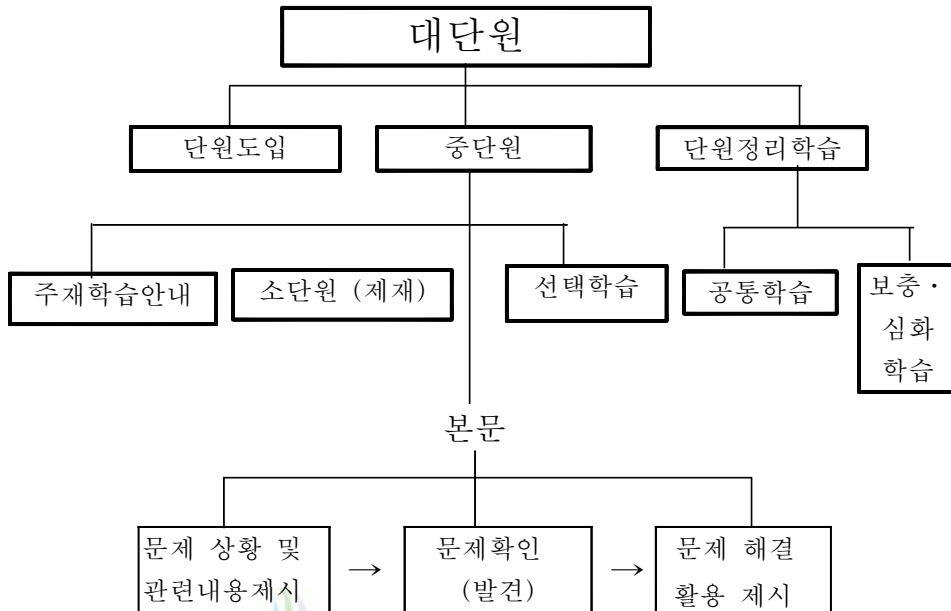 대단원
단원도입
중단원
단원정리학습
주재학습안내
소단원 (제재)
선택학습
공통학습
보충·
심화
학습
본문
문제 상황 및
관련내용제시
→
문제확인
(발견)
→
문제 해결
활용 제시